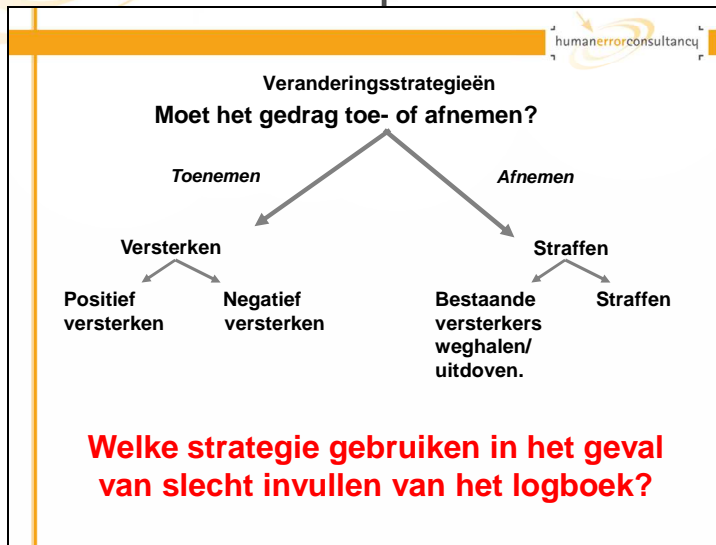 humanerrorconsultancy
Veranderingsstrategieën
Moet het gedrag toe- of afnemen?
Toenemen
Afnemen
Versterken
Straffen
Positief
versterken
Negatief
versterken
Bestaande
versterkers
weghalen/
uitdoven.
Straffen
Welke strategie gebruiken in het geval
van slecht invullen van het logboek?